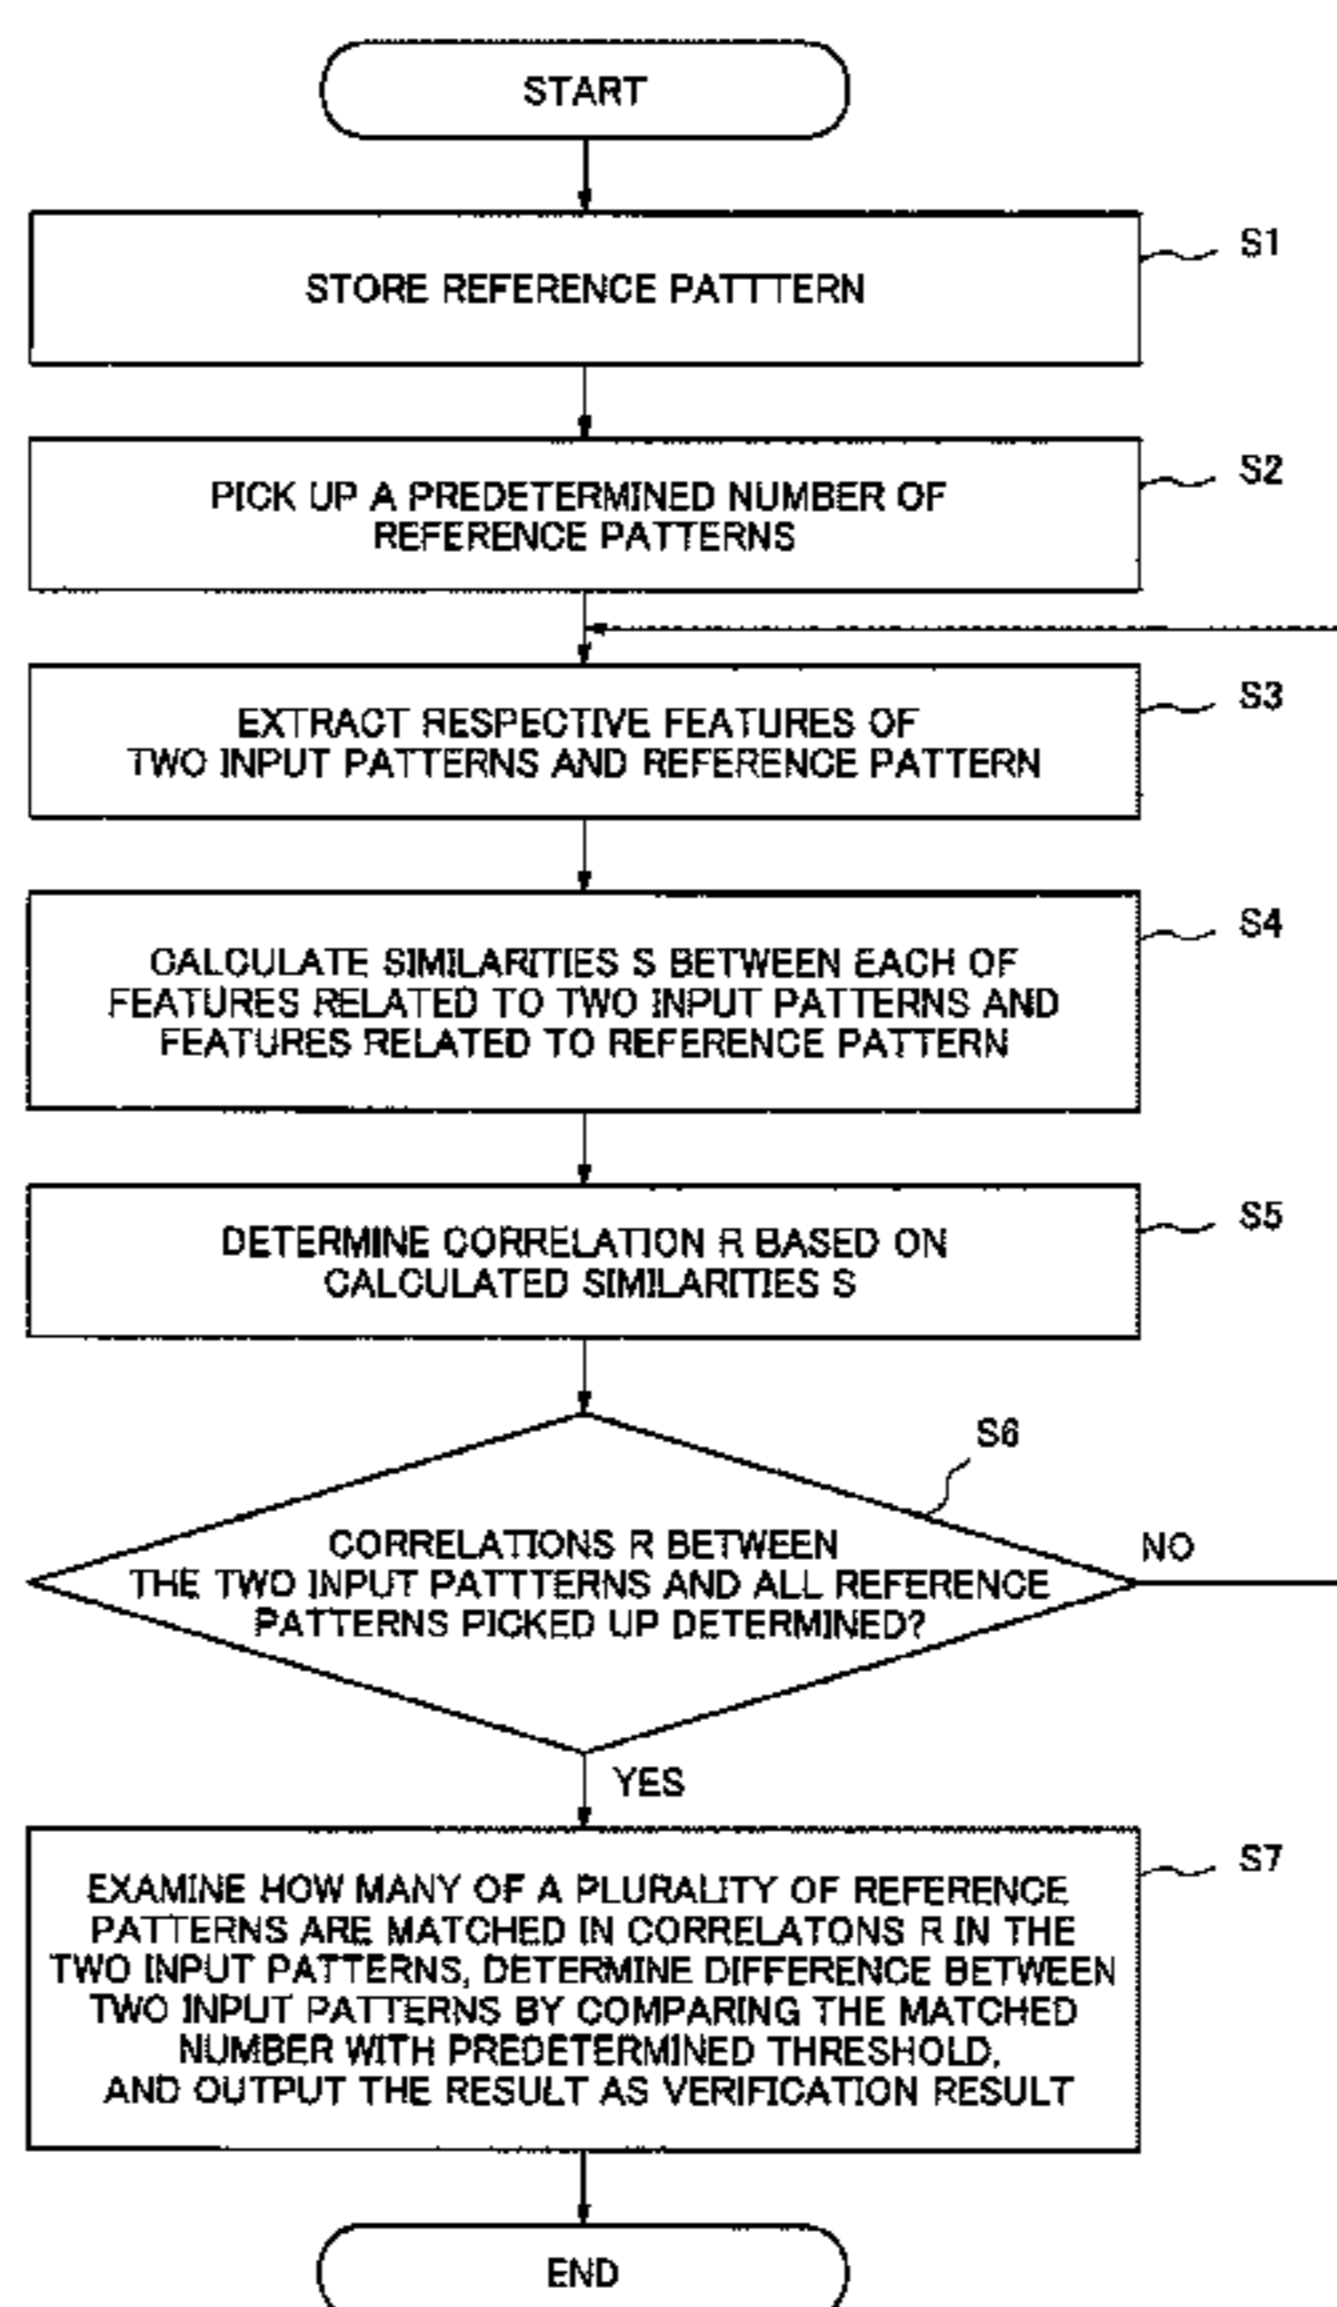 START
S1
STORE REFERENCE PATTTERN
S2
PICK UP A PREDETERMINED NUMBER OF
REFERENCE PATTERNS
S3
EXTRACT RESPECTIVE FEATURES OF
TWO INPUT PATTERNS AND REFERENCE PATTERN
S4
CALCULATE SIMILARITIES S BETWEEN EACH OF
FEATURES RELATED TO TWO INPUT PATTERNS AND
FEATURES RELATED TO REFERENCE PATTERN
S5
DETERMINE CORRELATION R BASED ON
CALCULATED SIMILARITIES S
S6
CORRELATIONS R BETWEEN
THE TWO INPUT PATTTERNS AND ALL REFERENCE
PATTERNS PICKED UP DETERMINED?
NO
YES
S7
EXAMINE HOW MANY OF A PLURALITY OF REFERENCE
PATTERNS ARE MATCHED IN CORRELATONS R IN THE
TWO INPUT PATTERNS, DETERMINE DIFFERENCE BETWEEN
TWO INPUT PATTERNS BY COMPARING THE MATCHED
NUMBER WITH PREDETERMINED THRESHOLD,
AND OUTPUT THE RESULT AS VERIFICATION RESULT
END